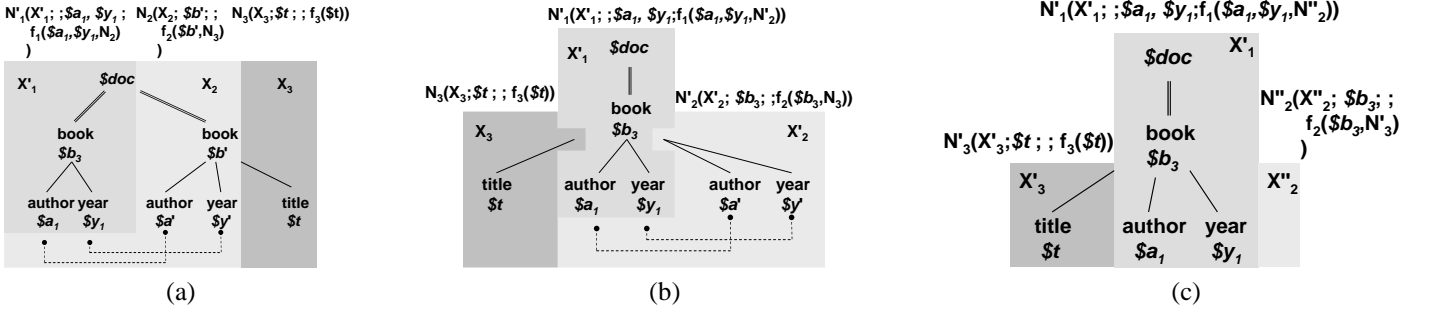 N'1(X'1; ;$a1, $y1 ;
f1($a1,$y1,N2)
)
N2(X2; $b'; ;
f2($b',N3)
)
N3(X3;$t ; ; f3($t))
X'1
$doc
X2
X3
book
$b3
book
$b'
author year
$a1 $y1
author year
$a' $y'
title
$t
(a)
N'1(X'1; ;$a1, $y1;f1($a1,$y1,N'2))
X'1
$doc
N3(X3;$t ; ; f3($t))
N'2(X'2; $b3; ;f2($b3,N3))
book
$b3
X3
X'2
title author year author year
$t $a1 $y1 $a' $y'
(b)
N'1(X'1; ;$a1, $y1;f1($a1,$y1,N''2))
X'1
$doc
N''2(X''2; $b3; ;
f2($b3,N'3)
)
book
$b3
N'3(X'3;$t ; ; f3($t))
X'3
X''2
title author year
$t $a1 $y1
(c)